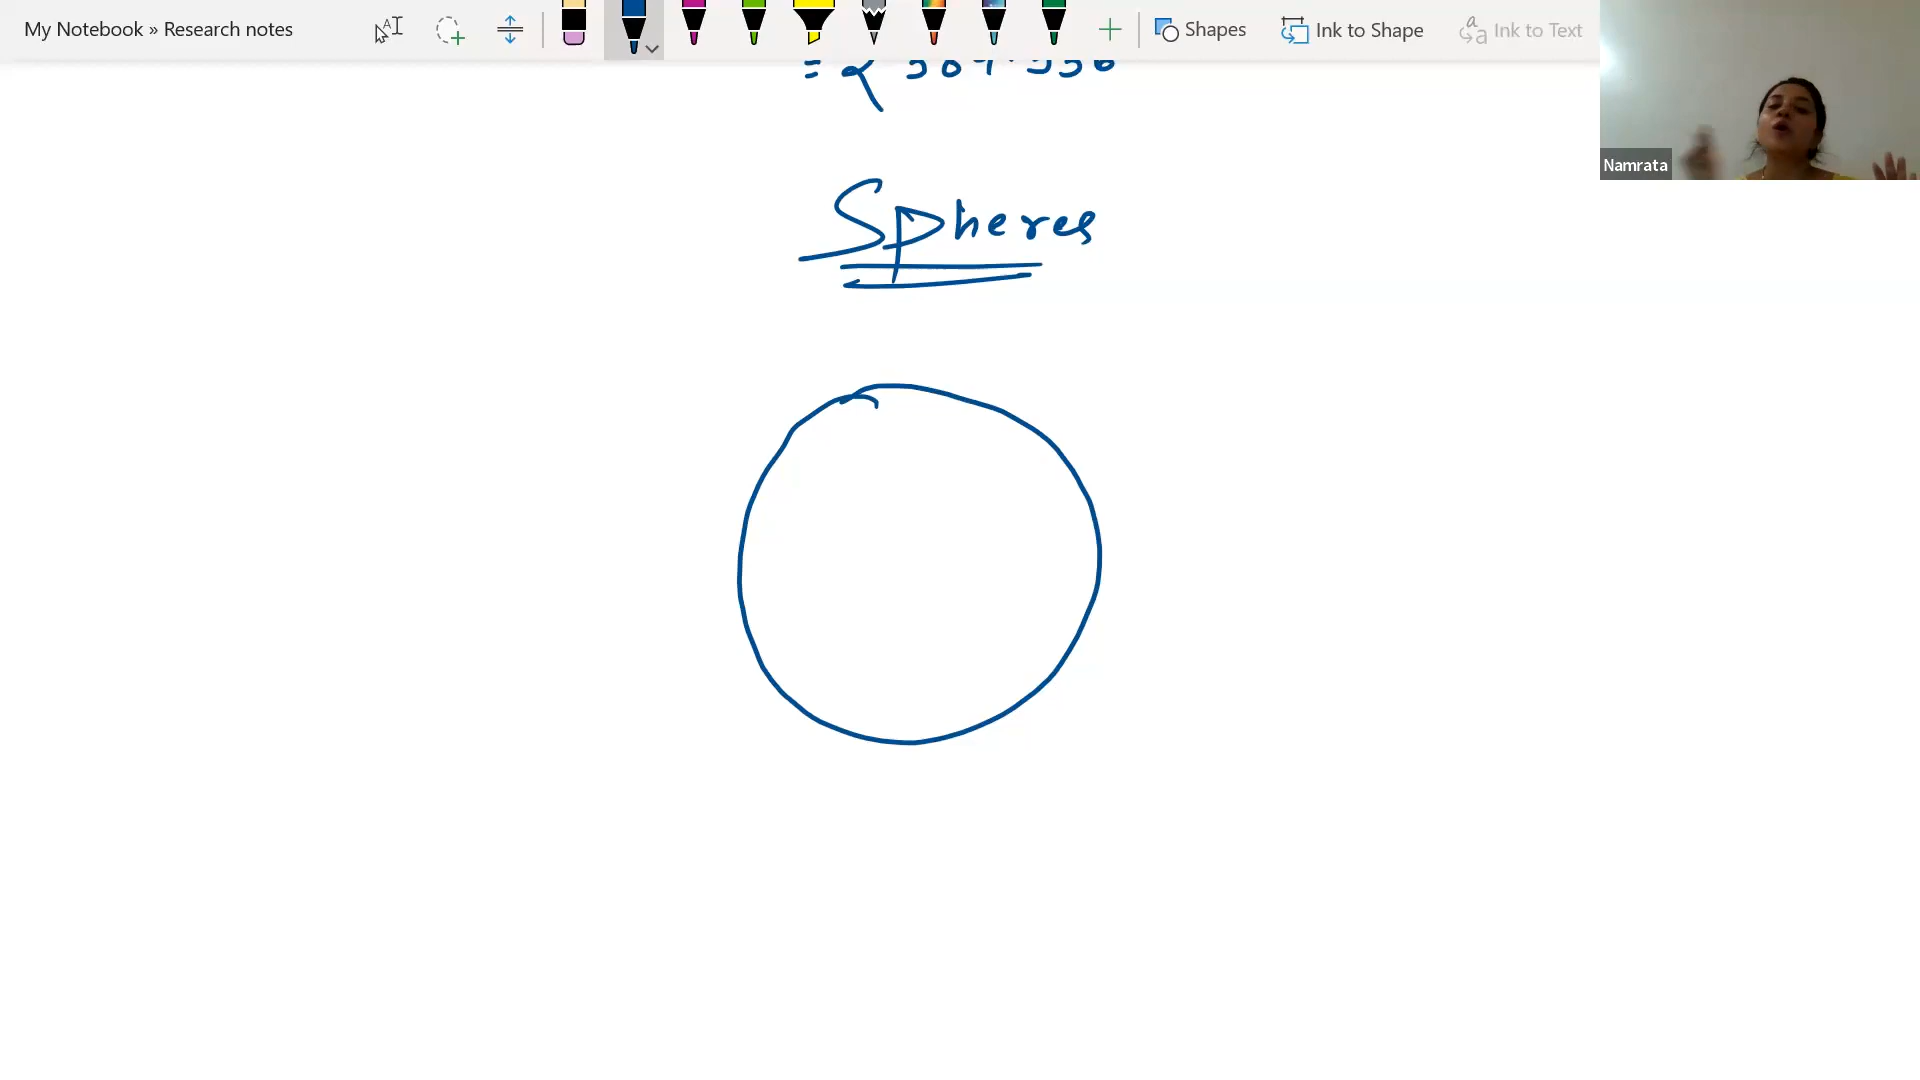 My Notebook » Research notes
Shapes
Ink to Shape
Ink to Text
Namrata
Spheres